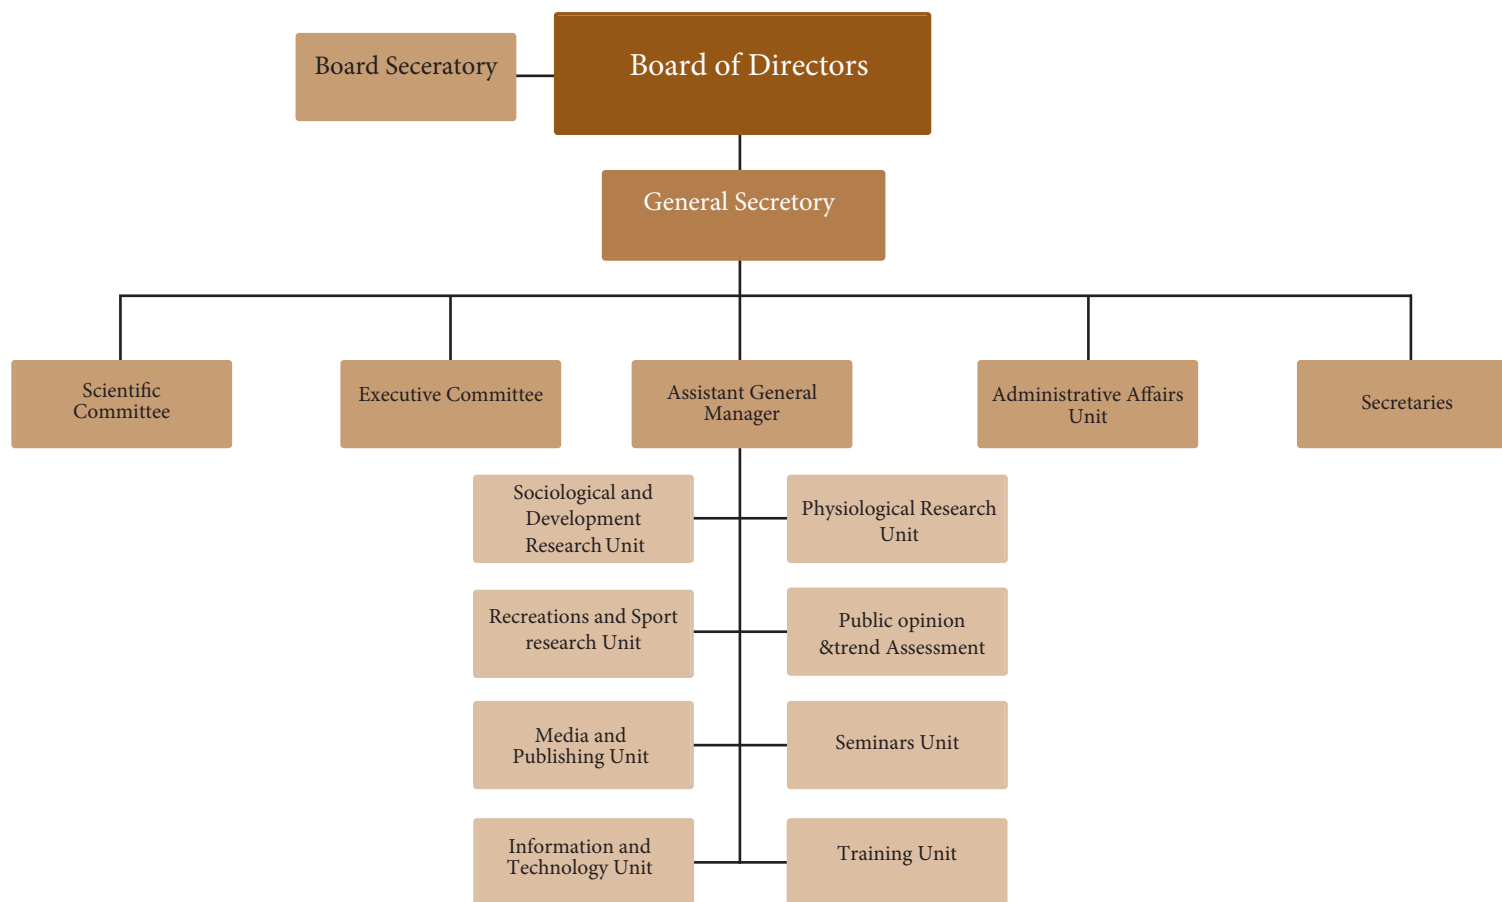 Board Seceratory
Board of Directors
General Secretory
Scientific
Committee
Executive Committee
Assistant General
Manager
Administrative Affairs
Unit
Secretaries
Sociological and
Development
Research Unit
Physiological Research
Unit
Recreations and Sport
research Unit
Public opinion
&trend Assessment
Media and
Publishing Unit
Seminars Unit
Information and
Technology Unit
Training Unit